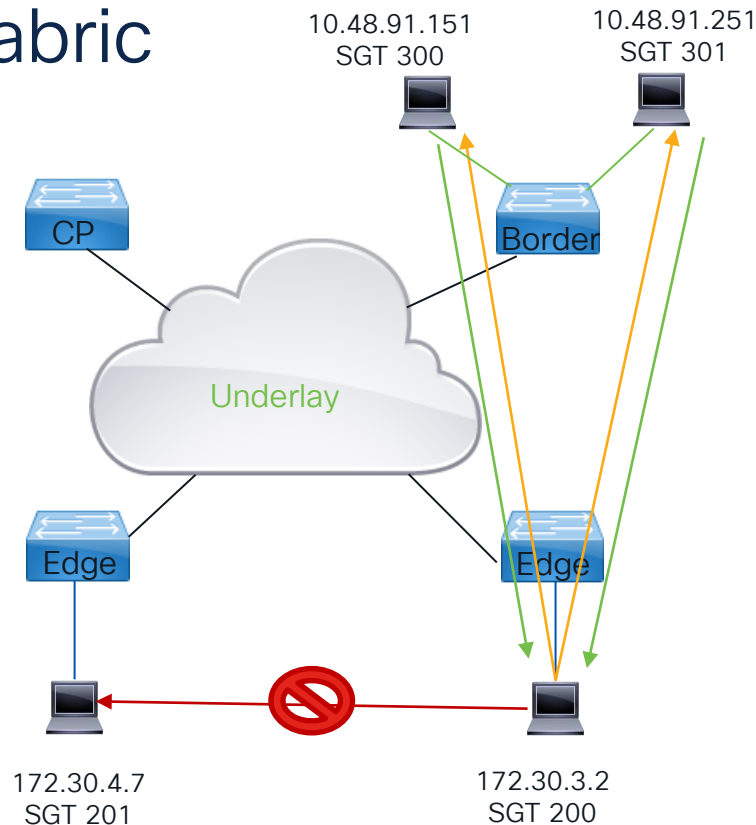 10.48.91.151
SGT 300
10.48.91.251
SGT 301
CP
Border
Underlay
Edge
Edge
172.30.4.7
SGT 201
172.30.3.2
SGT 200